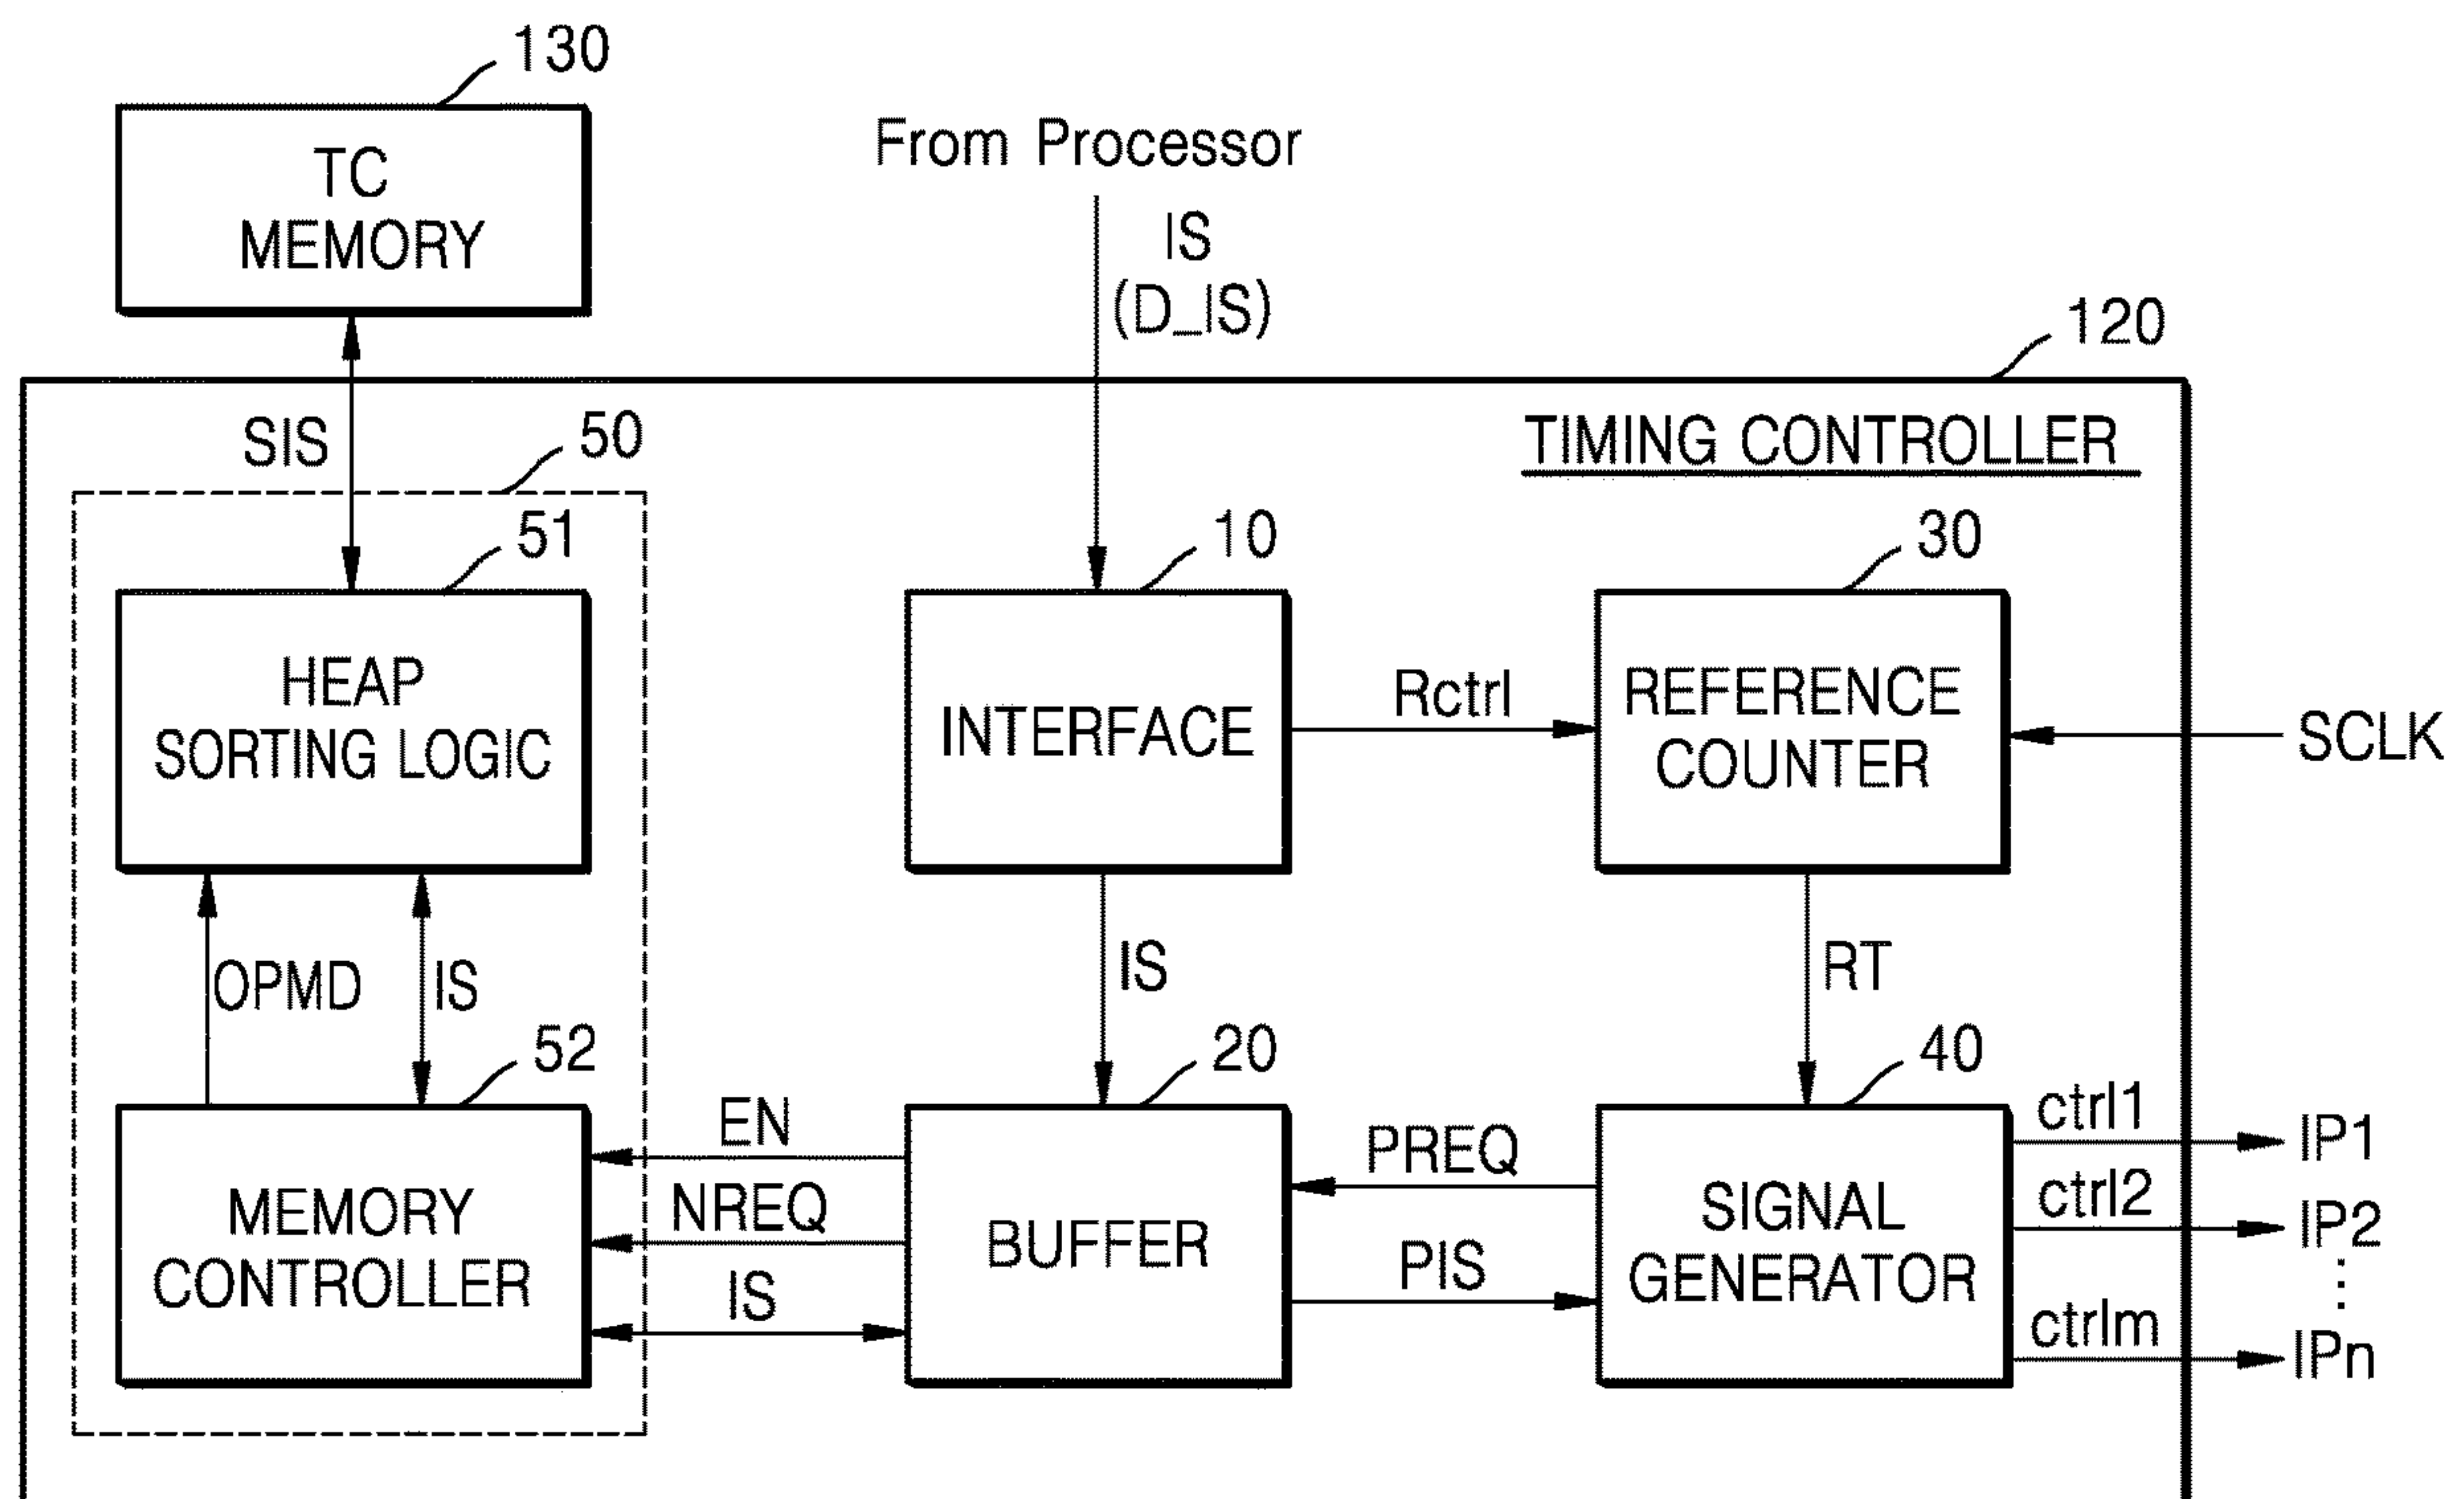 130
TC
MEMORY
From Processor
IS
(D_IS)
120
TIMING CONTROLLER
SIS
50
51
HEAP
SORTING LOGIC
10
INTERFACE
Rctrl
30
REFERENCE
COUNTER
SCLK
OPMD
IS
IS
RT
52
MEMORY
CONTROLLER
EN
NREQ
IS
20
BUFFER
PREQ
PIS
40
SIGNAL
GENERATOR
ctrl1
IP1
ctrl2
IP2
⋮
ctrlm
IPn